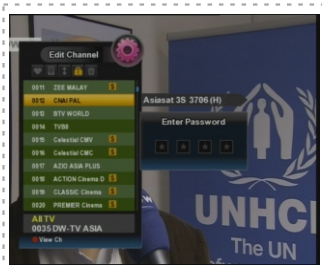 Edit Channel
0011 ZEE MALAY $
0012 CNAI PAL
0013 BTV WORLD
0014 TVB8
0015 Celestial CMV $
0016 Celestial CMC $
0017 AZIO ASIA PLUS
0018 ACTION Cinema D $
0019 CLASSIC Cinema $
0020 PREMIER Cinema $
All TV
0035 DW-TV ASIA
View Ch
Asiasat 3S 3706 (H)
Enter Password
* * * *
UNHC
The UN